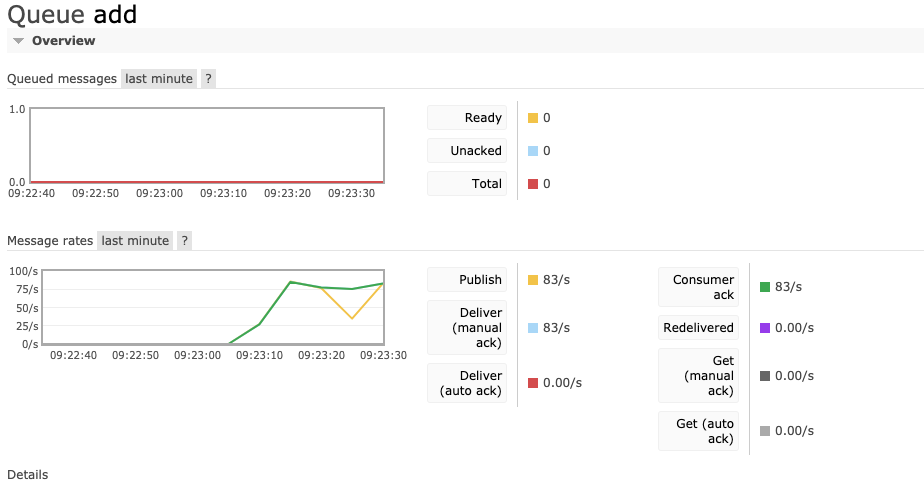 Queue add
Overview
Queued messages last minute ?
1.0
0.0
09:22:40 09:22:50 09:23:00 09:23:10 09:23:20 09:23:30
Ready 0
Unacked 0
Total 0
Message rates last minute ?
100/s
75/s
50/s
25/s
0/s
09:22:40 09:22:50 09:23:00 09:23:10 09:23:20 09:23:30
Publish 83/s
Deliver
(manual
ack)
83/s
Deliver
(auto ack)
0.00/s
Consumer
ack
83/s
Redelivered 0.00/s
Get
(manual
ack)
0.00/s
Get (auto
ack)
0.00/s
Details